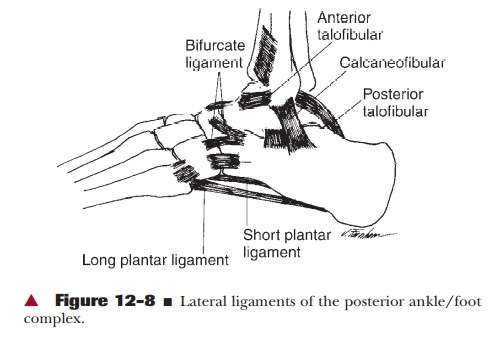 Anterior
talofibular
Bifurcate
ligament
Calcaneofibular
Posterior
talofibular
Short plantar
ligament
Long plantar ligament
▲ Figure 12–8 ■ Lateral ligaments of the posterior ankle/foot
complex.